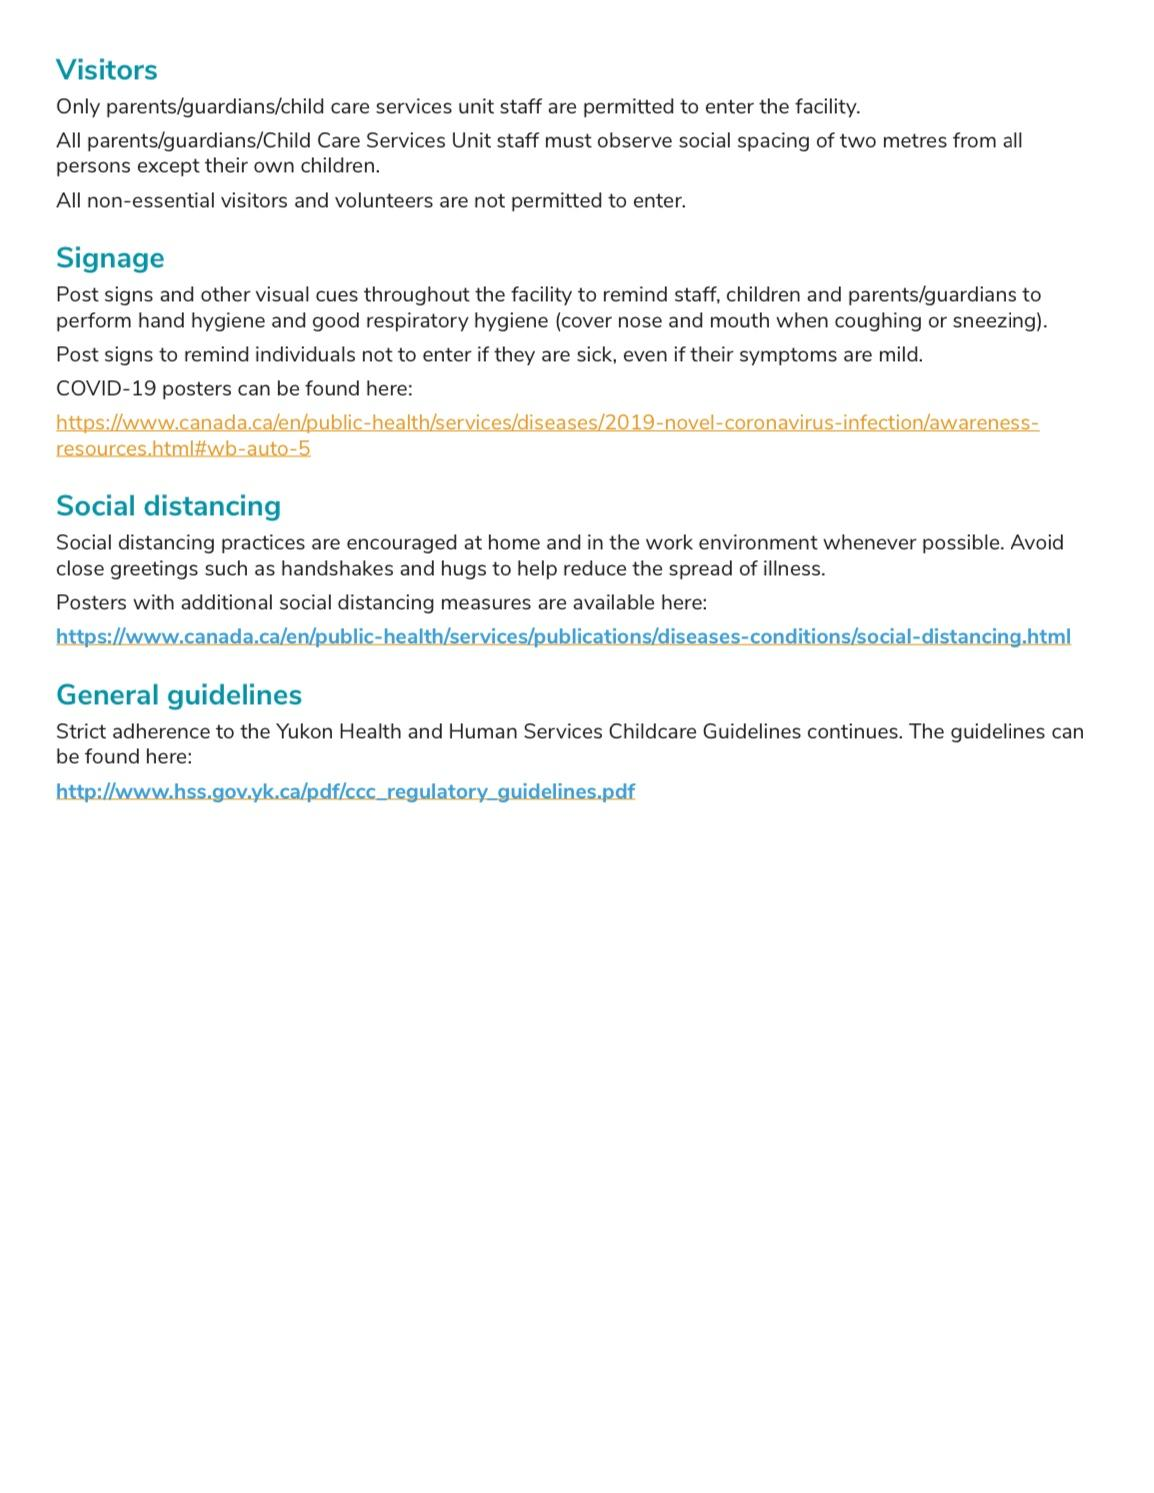 Visitors
Only parents/guardians/child care services unit staff are permitted to enter the facility.
All parents/guardians/Child Care Services Unit staff must observe social spacing of two metres from all
persons except their own children.
All non-essential visitors and volunteers are not permitted to enter.
Signage
Post signs and other visual cues throughout the facility to remind staff, children and parents/guardians to
perform hand hygiene and good respiratory hygiene (cover nose and mouth when coughing or sneezing).
Post signs to remind individuals not to enter if they are sick, even if their symptoms are mild.
COVID-19 posters can be found here:
https://www.canada.ca/en/public-health/services/diseases/2019-novel-coronavirus-infection/awareness-
resources.html#wb-auto-5
Social distancing
Social distancing practices are encouraged at home and in the work environment whenever possible. Avoid
close greetings such as handshakes and hugs to help reduce the spread of illness.
Posters with additional social distancing measures are available here:
https://www.canada.ca/en/public-health/services/publications/diseases-conditions/social-distancing.html
General guidelines
Strict adherence to the Yukon Health and Human Services Childcare Guidelines continues. The guidelines can
be found here:
http://www.hss.gov.yk.ca/pdf/ccc_regulatory_guidelines.pdf